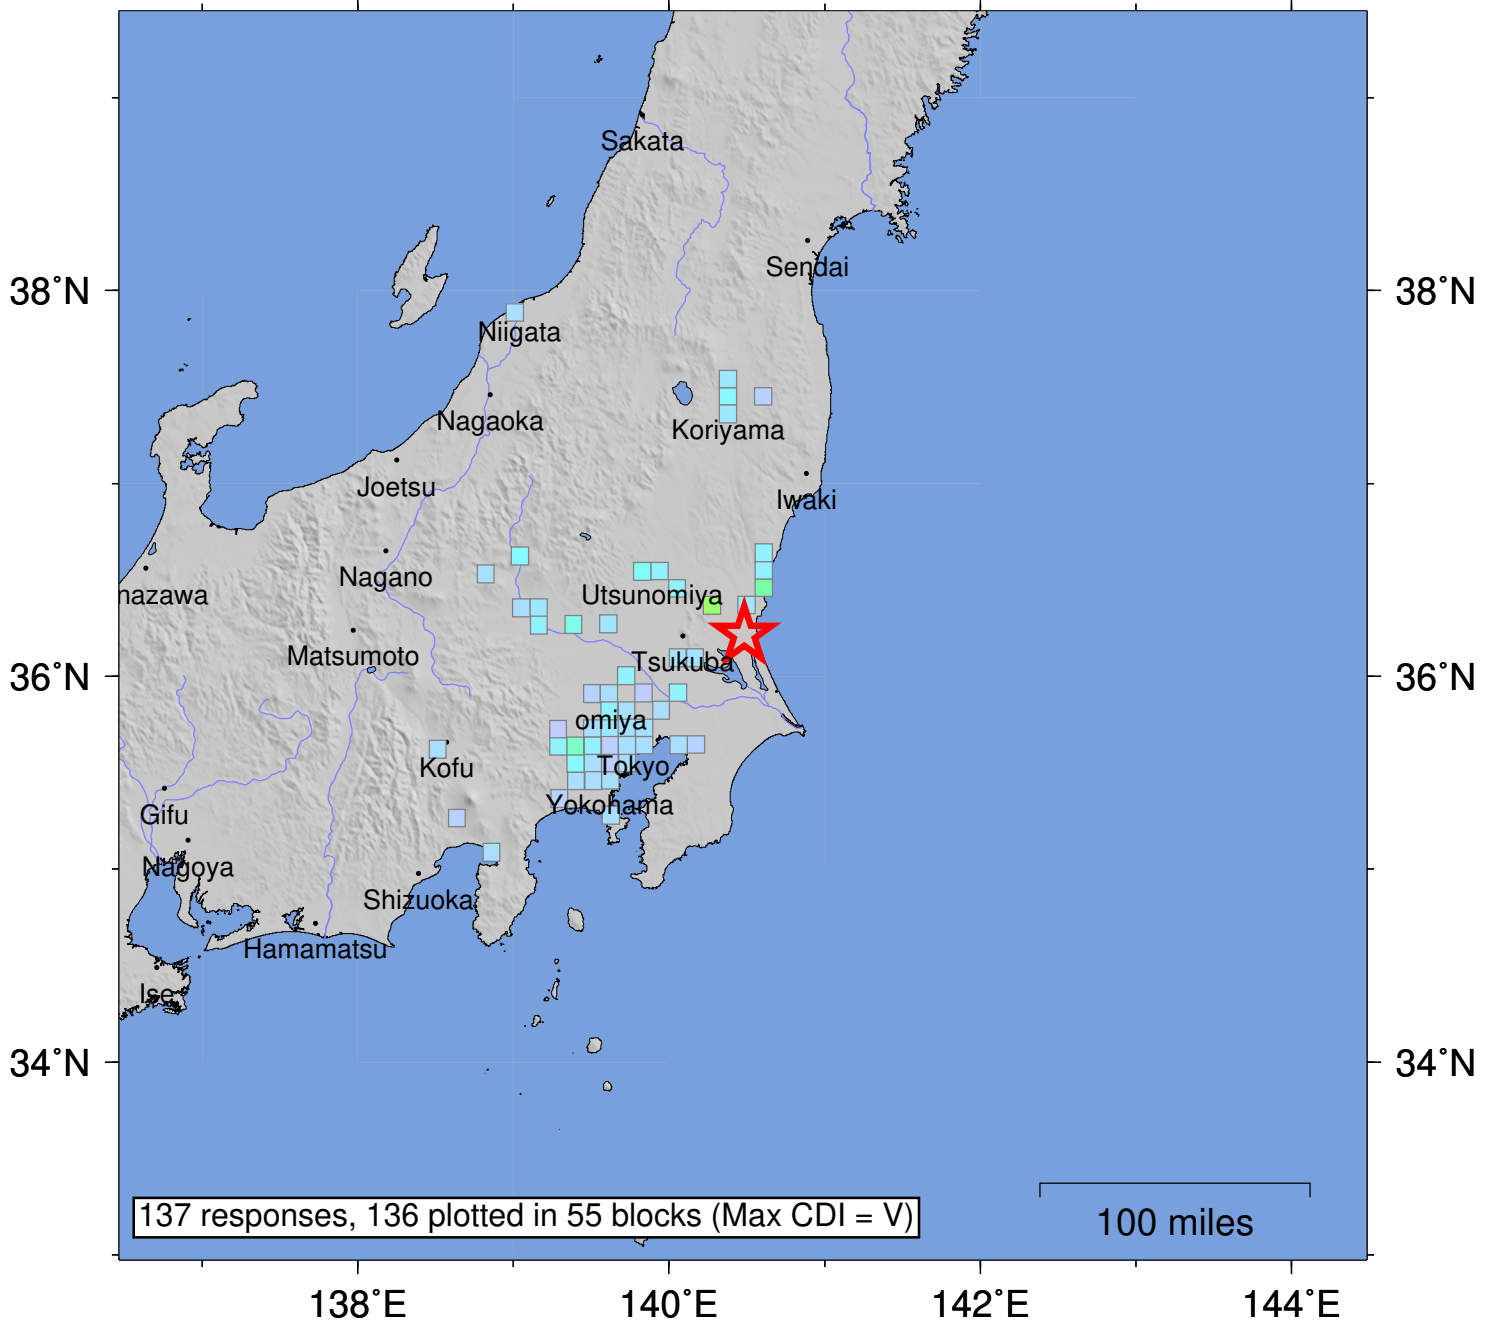 Sakata
Sendai
38°N
38°N
Niigata
Nagaoka
Koriyama
Joetsu
Iwaki
Nagano
nazawa
Utsunomiya
Matsumoto
Tsukuba
36°N
36°N
omiya
Kofu
Tokyo
Yokohama
Gifu
Nagoya
Shizuoka
Hamamatsu
Ise
34°N
34°N
137 responses, 136 plotted in 55 blocks (Max CDI = V)
100 miles
138°E
140°E
142°E
144°E